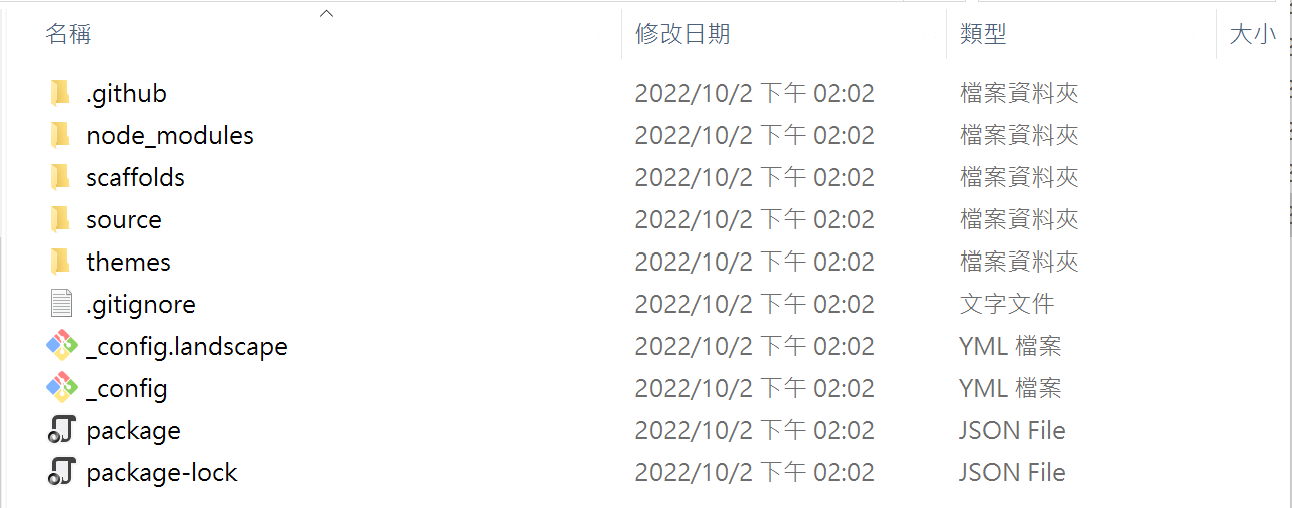 名稱 修改日期 類型 大小
.github 2022/10/2 下午 02:02 檔案資料夾
node_modules 2022/10/2 下午 02:02 檔案資料夾
scaffolds 2022/10/2 下午 02:02 檔案資料夾
source 2022/10/2 下午 02:02 檔案資料夾
themes 2022/10/2 下午 02:02 檔案資料夾
.gitignore 2022/10/2 下午 02:02 文字文件
_config.landscape 2022/10/2 下午 02:02 YML 檔案
_config 2022/10/2 下午 02:02 YML 檔案
package 2022/10/2 下午 02:02 JSON File
package-lock 2022/10/2 下午 02:02 JSON File